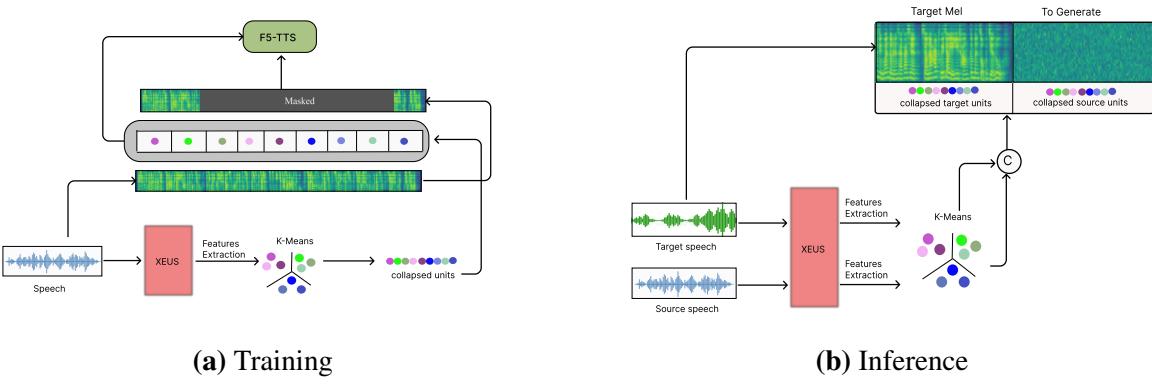 F5-TTS
Masked
XEUS
Features
Extraction
K-Means
collapsed units
Speech
(a) Training
Target Mel
To Generate
collapsed target units
collapsed source units
C
Target speech
Source speech
XEUS
Features
Extraction
Features
Extraction
K-Means
(b) Inference